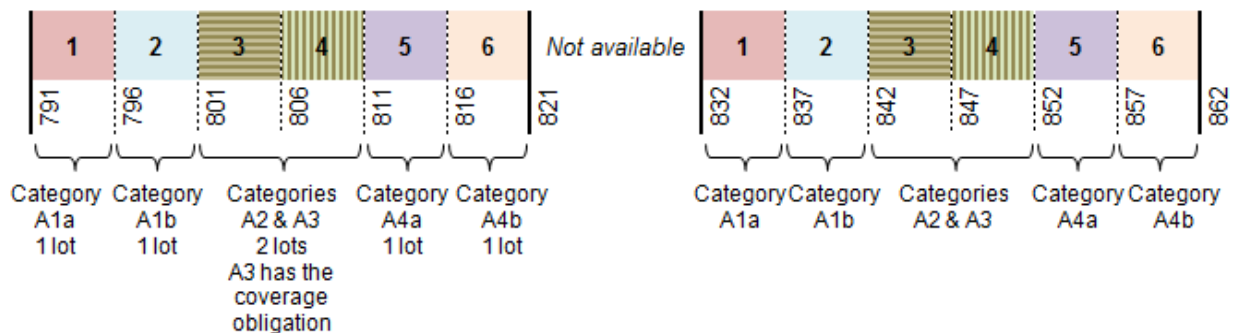 1 2 3 4 5 6 Not available 1 2 3 4 5 6
791 796 801 806 811 816 821 832 837 842 847 852 857 862
Category A1a 1 lot
Category A1b 1 lot
Categories A2 & A3 2 lots A3 has the coverage obligation
Category A4a 1 lot
Category A4b 1 lot
Category A1a
Category A1b
Categories A2 & A3
Category A4a
Category A4b